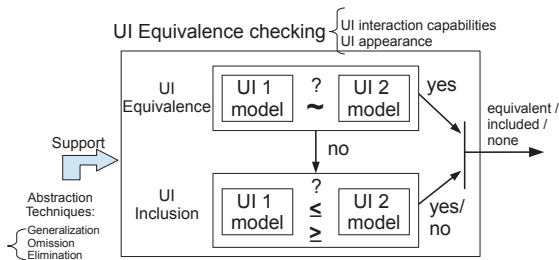 UI Equivalence checking
UI interaction capabilities
UI appearance
UI
Equivalence
UI 1
model
?
~
UI 2
model
yes
no
equivalent /
included /
none
Support
UI
Inclusion
UI 1
model
?
≤
≥
UI 2
model
yes/
no
Abstraction
Techniques:
Generalization
Omission
Elimination